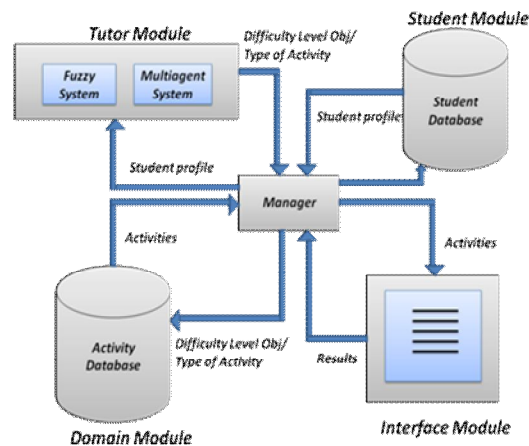 Tutor Module
Student Module
Difficulty Level Obj/
Type of Activity
Fuzzy
System
Multiagent
System
Student
Database
Student profile
Student profile
Manager
Activities
Activities
Activity
Database
Difficulty Level Obj/
Type of Activity
Results
Domain Module
Interface Module